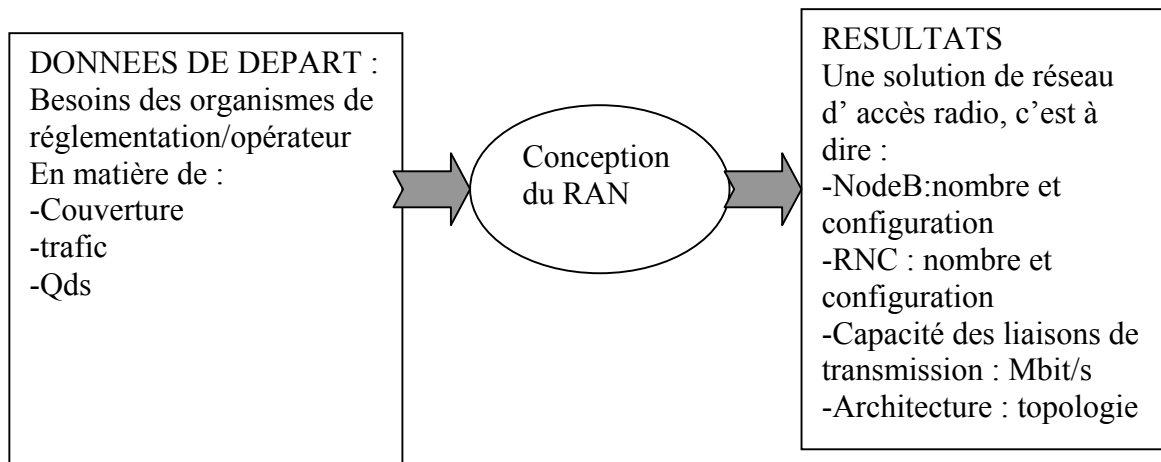 DONNEES DE DEPART :
Besoins des organismes de
réglementation/opérateur
En matière de :
-Couverture
-trafic
-Qds
Conception
du RAN
RESULTATS
Une solution de réseau
d’ accès radio, c’est à
dire :
-NodeB:nombre et
configuration
-RNC : nombre et
configuration
-Capacité des liaisons de
transmission : Mbit/s
-Architecture : topologie